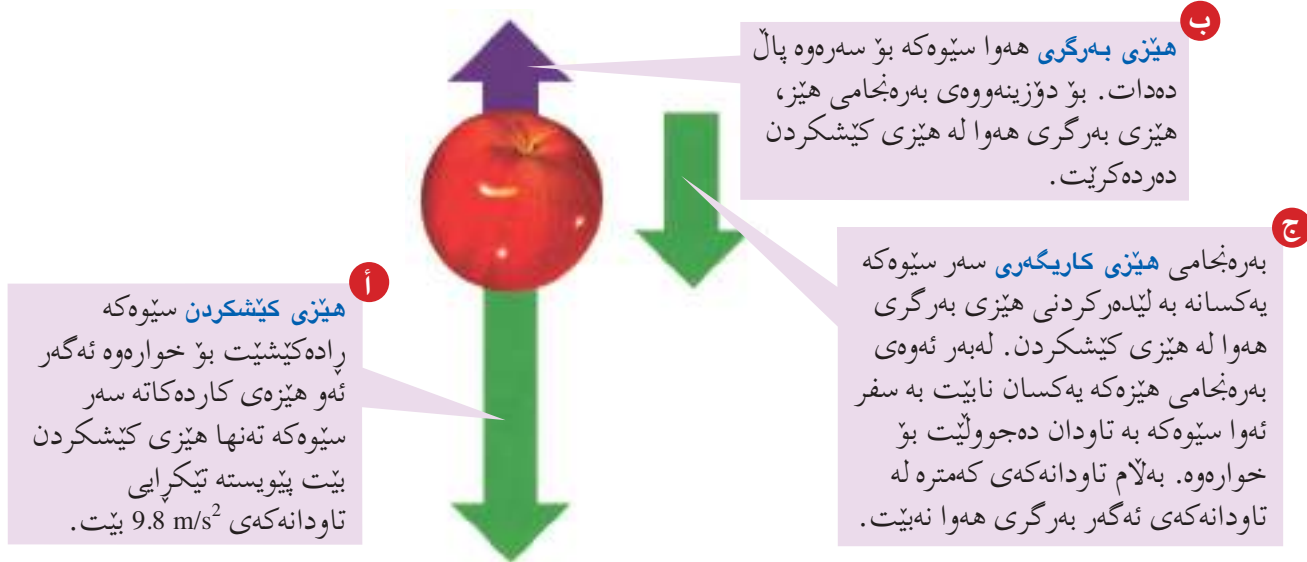 أ
هێزی کێشکردن سێوەکە
ڕادەکێشێت بۆ خوارەوە ئەگەر
ئەو هێزەی کاردەکاتە سەر
سێوەکە تەنها هێزی کێشکردن
بێت پێویستە تێکڕایی
تاودانەکەی 9.8 m/s² بێت.
ب
هێزی بەرگری هەوا سێوەکە بۆ سەرەوە پاڵ
دەدات. بۆ دۆزینەووەی بەرەنجامی هێز،
هێزی بەرگری هەوا لە هێزی کێشکردن
دەردەکرێت.
ج
بەرەنجامی هێزی کاریگەری سەر سێوەکە
یەکسانە بە لێدەرکردنی هێزی بەرگری
هەوا لە هێزی کێشکردن. لەبەر ئەوەی
بەرەنجامی هێزەکە یەکسان نابێت بە سفر
ئەوا سێوەکە بە تاودان دەجووڵێت بۆ
خوارەوە. بەڵام تاودانەکەی کەمترە لە
تاودانەکەی ئەگەر بەرگری هەوا نەبێت.